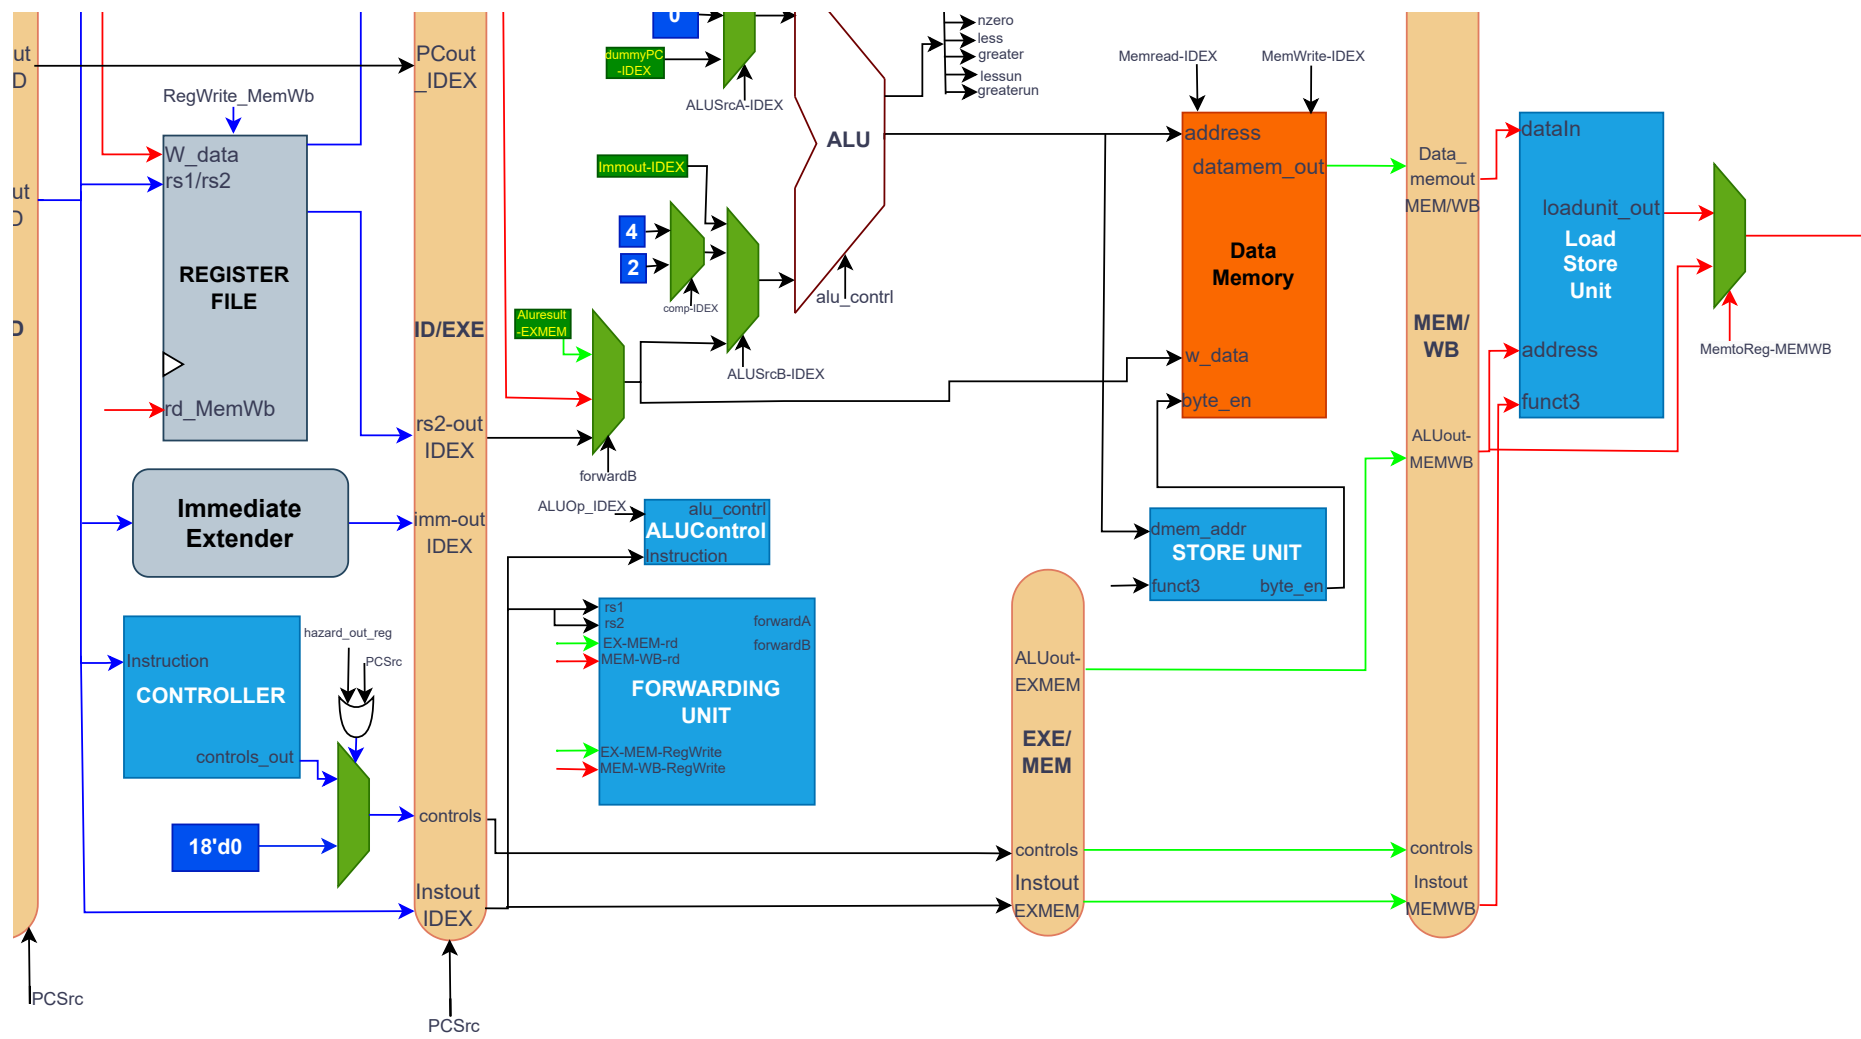 ut
D
ut
D
D
PCSrc
RegWrite_MemWb
W_data
rs1/rs2
REGISTER
FILE
rd_MemWb
Immediate
Extender
Instruction
CONTROLLER
controls_out
hazard_out_reg
PCSrc
18'd0
PCout
_IDEX
ID/EXE
rs2-out
IDEX
imm-out
IDEX
controls
Instout
IDEX
PCSrc
0
dummyPC
-IDEX
ALUSrcA-IDEX
Immout-IDEX
4
2
comp-IDEX
Aluresult
-EXMEM
ALUSrcB-IDEX
forwardB
ALU
alu_contrl
nzero
less
greater
lessun
greaterun
ALUOp_IDEX
alu_contrl
ALUControl
Instruction
rs1
rs2
EX-MEM-rd
MEM-WB-rd
forwardA
forwardB
FORWARDING
UNIT
EX-MEM-RegWrite
MEM-WB-RegWrite
ALUout-
EXMEM
EXE/
MEM
controls
Instout
EXMEM
Memread-IDEX
MemWrite-IDEX
address
datamem_out
Data
Memory
w_data
byte_en
dmem_addr
STORE UNIT
funct3
byte_en
Data_
memout
MEM/WB
MEM/
WB
ALUout-
MEMWB
controls
Instout
MEMWB
dataIn
loadunit_out
Load
Store
Unit
address
funct3
MemtoReg-MEMWB